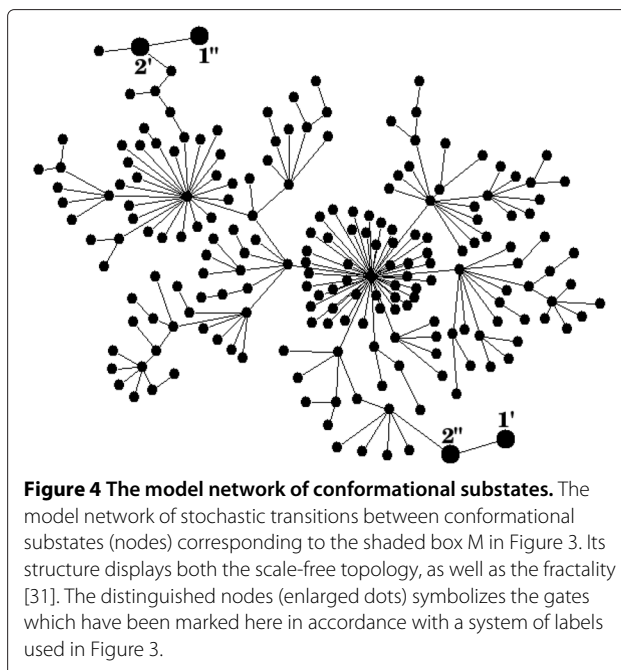 1"
2'
1'
2"
Figure 4 The model network of conformational substates. The
model network of stochastic transitions between conformational
substates (nodes) corresponding to the shaded box M in Figure 3. Its
structure displays both the scale-free topology, as well as the fractality
[31]. The distinguished nodes (enlarged dots) symbolizes the gates
which have been marked here in accordance with a system of labels
used in Figure 3.